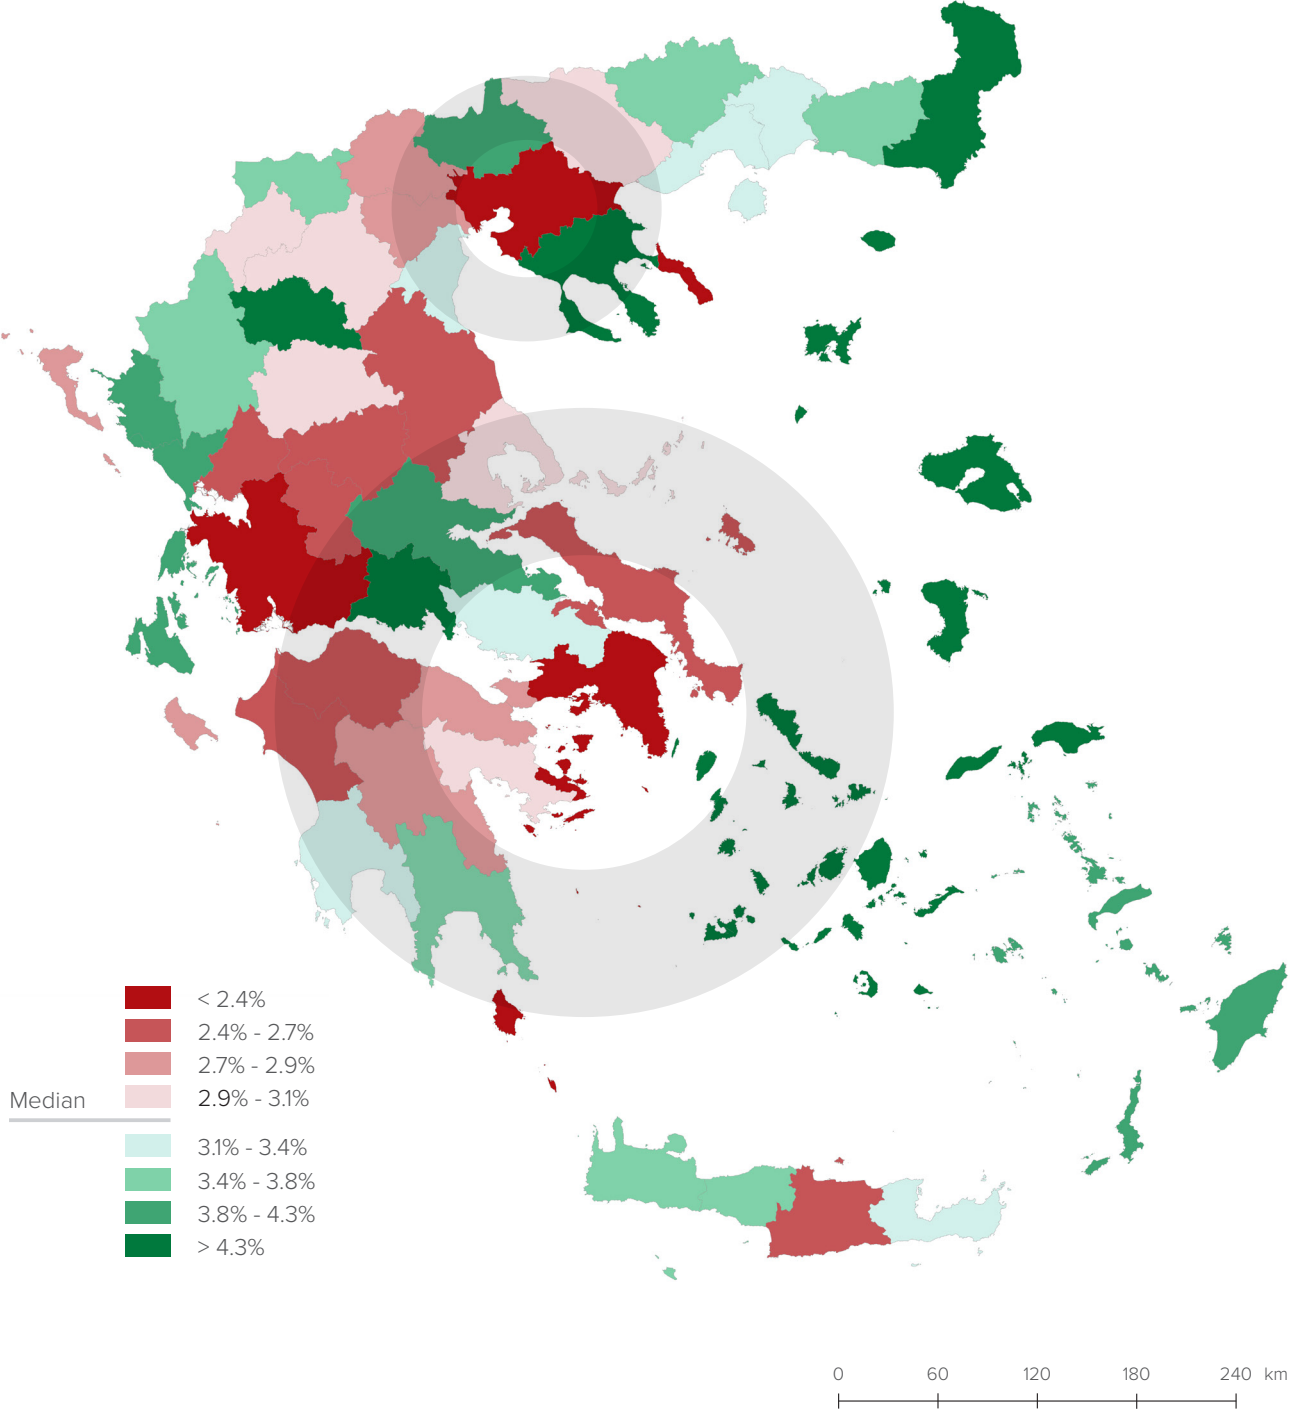 < 2.4%
2.4% - 2.7%
2.7% - 2.9%
Median
2.9% - 3.1%
3.1% - 3.4%
3.4% - 3.8%
3.8% - 4.3%
> 4.3%
0 60 120 180 240 km